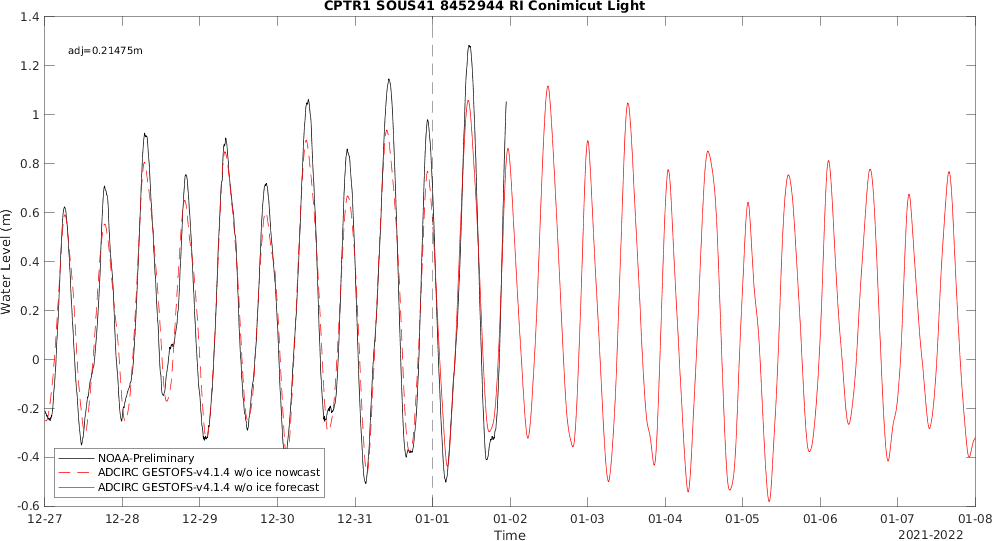 CPTR1 SOUS41 8452944 RI Conimicut Light
adj=0.21475m
1.4
1.2
1
0.8
0.6
0.4
0.2
0
-0.2
-0.4
-0.6
Water Level (m)
NOAA-Preliminary
ADCIRC GESTOFS-v4.1.4 w/o ice nowcast
ADCIRC GESTOFS-v4.1.4 w/o ice forecast
12-27 12-28 12-29 12-30 12-31 01-01 01-02 01-03 01-04 01-05 01-06 01-07 01-08
Time
2021-2022